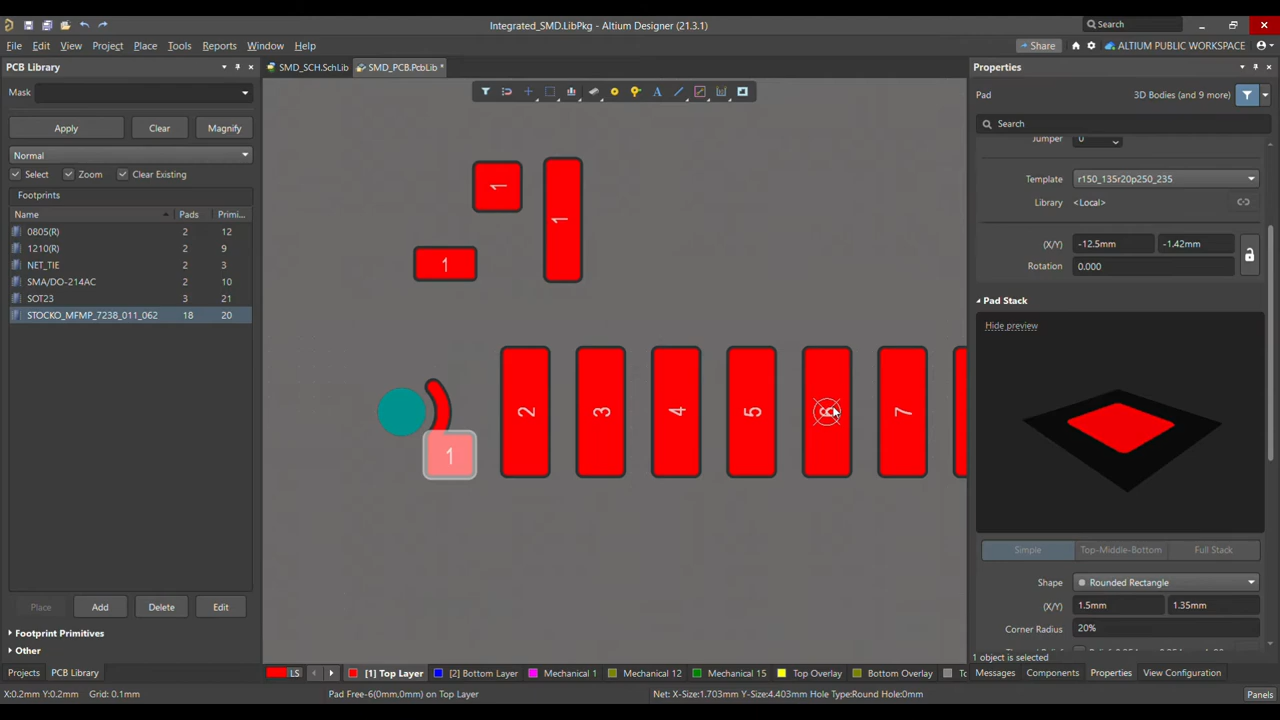 Integrated_SMD.LibPkg - Altium Designer (21.3.1)
Search
File Edit View Project Place Tools Reports Window Help
Share
ALTIUM PUBLIC WORKSPACE
PCB Library
SMD_SCH.SchLib
SMD_PCB.PcbLib *
Properties
Mask
Pad
3D Bodies (and 9 more)
Apply Clear Magnify
Search
Normal
Jumper 0
Select Zoom Clear Existing
Template r150_135r20p250_235
Footprints
Library <Local>
Name Pads Primi...
0805(R) 2 12
1210(R) 2 9
NET_TIE 2 3
SMA/DO-214AC 2 10
SOT23 3 21
STOCKO_MFMP_7238_011_062 18 20
(X/Y) -12.5mm -1.42mm
Rotation 0.000
Pad Stack
Hide preview
1
1
1
1
2
3
4
5
6
7
Simple Top-Middle-Bottom Full Stack
Shape Rounded Rectangle
(X/Y) 1.5mm 1.35mm
Corner Radius 20%
Place Add Delete Edit
Footprint Primitives
Other
1 object is selected
Projects PCB Library
LS [1] Top Layer [2] Bottom Layer Mechanical 1 Mechanical 12 Mechanical 15 Top Overlay Bottom Overlay
Messages Components Properties View Configuration
X:0.2mm Y:0.2mm Grid: 0.1mm
Pad Free-6(0mm,0mm) on Top Layer
Net: X-Size:1.703mm Y-Size:4.403mm Hole Type:Round Hole:0mm
Panels